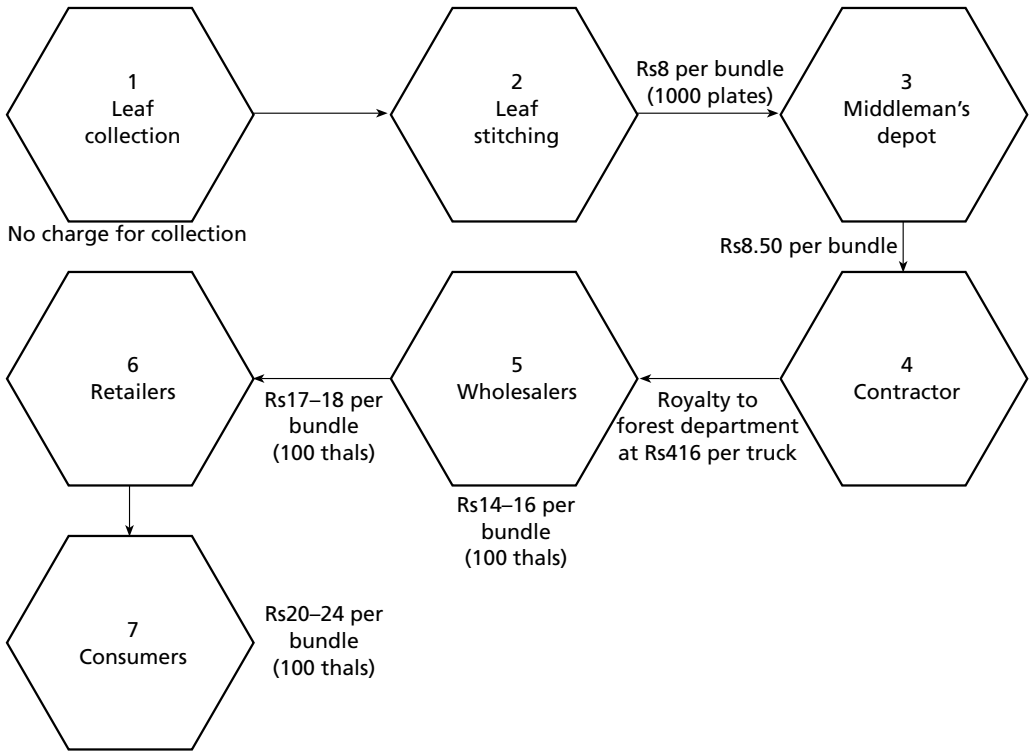 1
Leaf
collection
No charge for collection
2
Leaf
stitching
Rs8 per bundle
(1000 plates)
3
Middleman's
depot
Rs8.50 per bundle
4
Contractor
Royalty to
forest department
at Rs416 per truck
5
Wholesalers
Rs14–16 per
bundle
(100 thals)
Rs17–18 per
bundle
(100 thals)
6
Retailers
7
Consumers
Rs20–24 per
bundle
(100 thals)